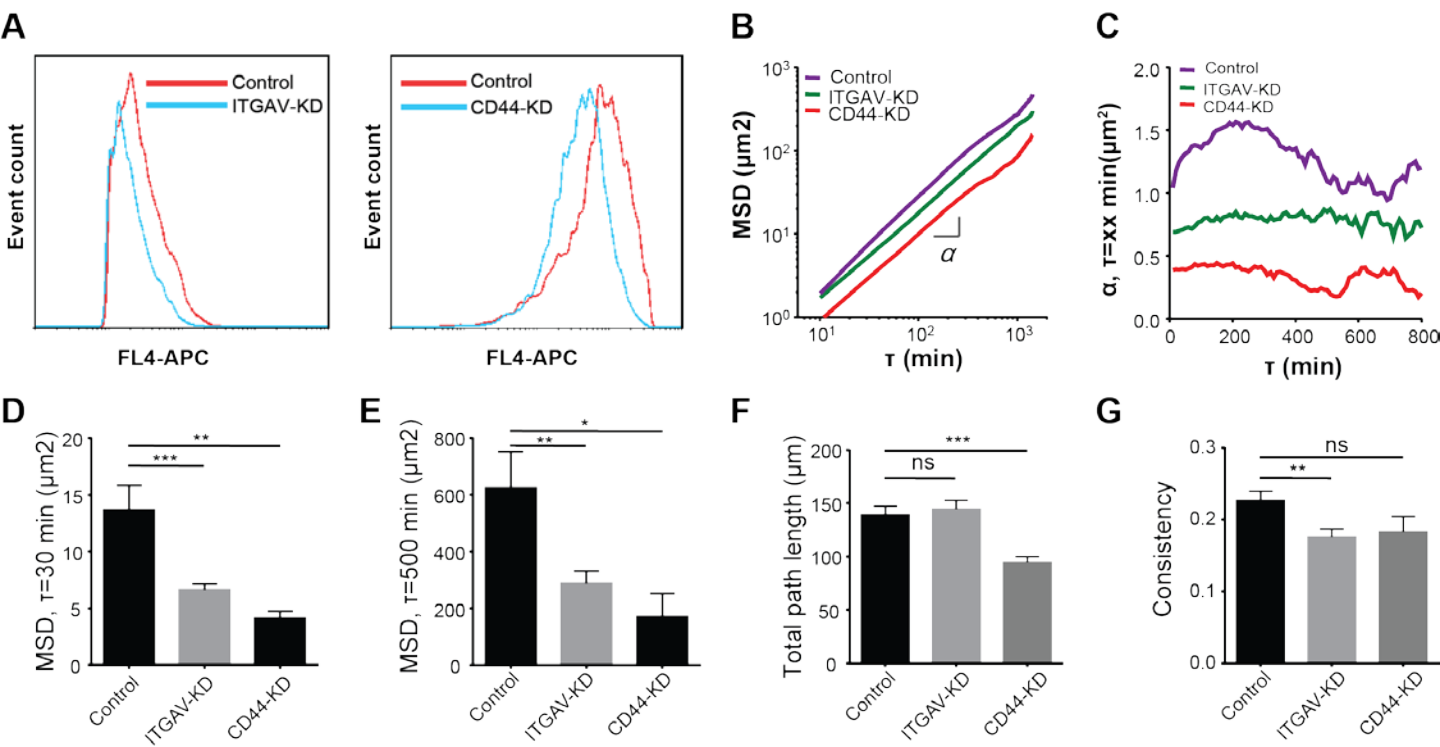 A
Control
ITGAV-KD
Event count
FL4-APC
Control
CD44-KD
Event count
FL4-APC
B
Control
ITGAV-KD
CD44-KD
MSD (μm2)
10³
10²
10¹
10⁰
α
10¹
10²
10³
τ (min)
C
Control
ITGAV-KD
CD44-KD
α, τ=xx min(μm²)
2.0
1.5
1.0
0.5
0.0
0
200
400
600
800
τ (min)
D
MSD, τ=30 min (μm2)
20
15
10
5
0
**
***
Control
ITGAV-KD
CD44-KD
E
MSD, τ=500 min (μm2)
800
600
400
200
0
*
**
Control
ITGAV-KD
CD44-KD
F
Total path length (μm)
200
150
100
50
0
***
ns
Control
ITGAV-KD
CD44-KD
G
Consistency
0.3
0.2
0.1
0.0
ns
**
Control
ITGAV-KD
CD44-KD